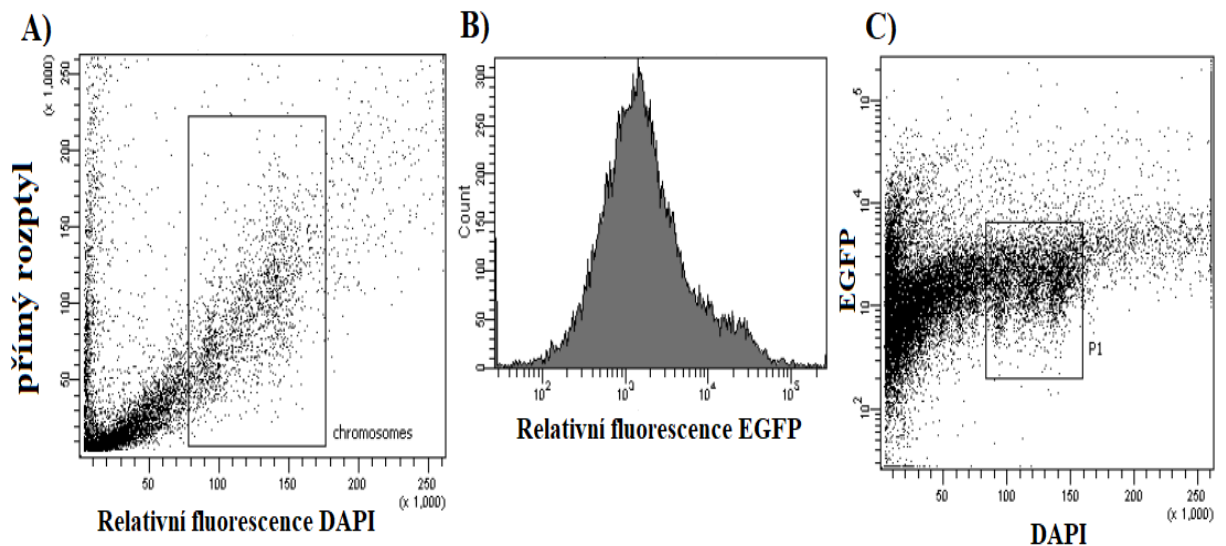 A)
(x 1,000)
250
200
150
100
50
přímý rozptyl
chromosomes
50 100 150 200 250
(x 1,000)
Relativní fluorescence DAPI
B)
300
250
200
150
100
50
0
Count
10² 10³ 10⁴ 10⁵
Relativní fluorescence EGFP
C)
10⁵
10⁴
10³
10²
EGFP
P1
50 100 150 200 250
(x 1,000)
DAPI